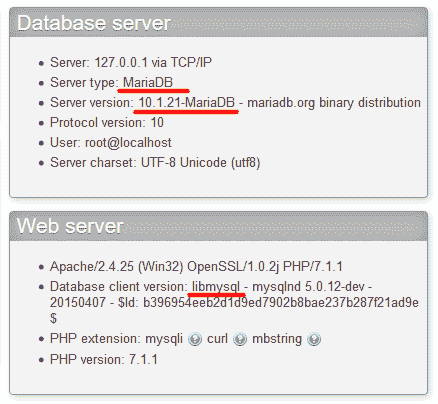 Database server
Server: 127.0.0.1 via TCP/IP
Server type: MariaDB
Server version: 10.1.21-MariaDB - mariadb.org binary distribution
Protocol version: 10
User: root@localhost
Server charset: UTF-8 Unicode (utf8)
Web server
Apache/2.4.25 (Win32) OpenSSL/1.0.2j PHP/7.1.1
Database client version: libmysql - mysqlnd 5.0.12-dev -
20150407 - $Id: b396954eeb2d1d9ed7902b8bae237b287f21ad9e
$
PHP extension: mysqli curl mbstring
PHP version: 7.1.1